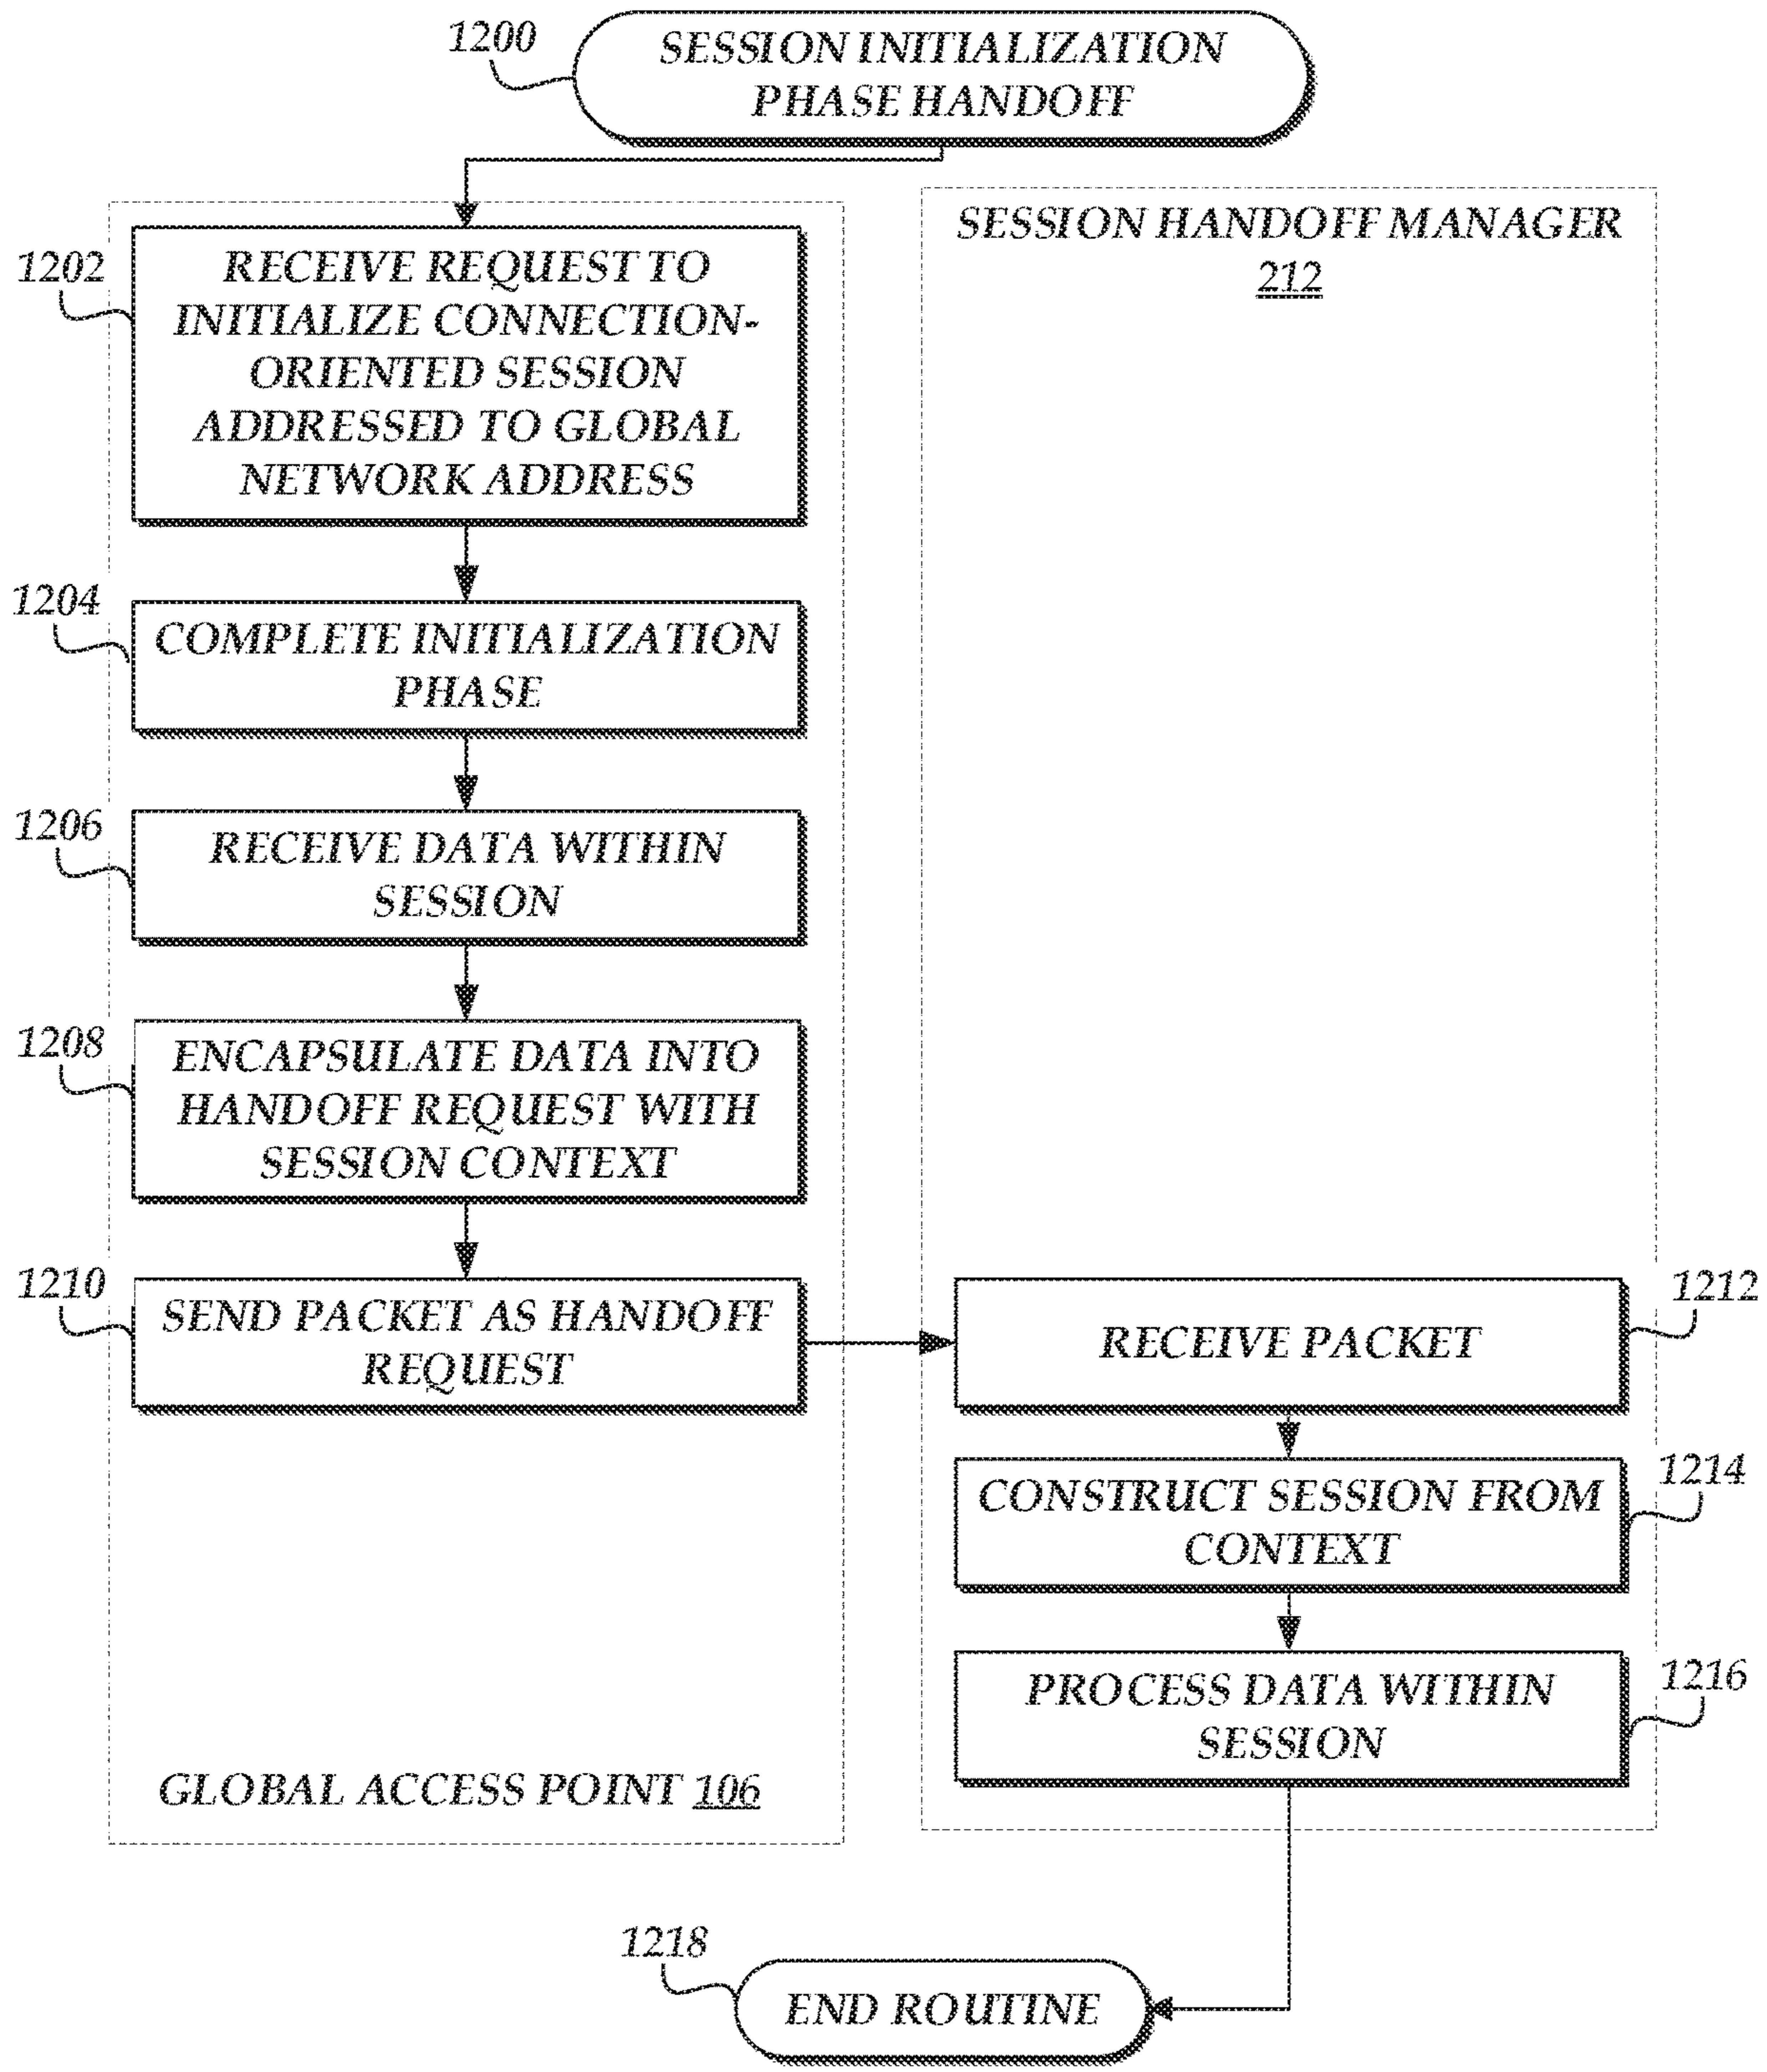 1200
SESSION INITIALIZATION
PHASE HANDOFF
1202
RECEIVE REQUEST TO
INITIALIZE CONNECTION-
ORIENTED SESSION
ADDRESSED TO GLOBAL
NETWORK ADDRESS
1204
COMPLETE INITIALIZATION
PHASE
1206
RECEIVE DATA WITHIN
SESSION
1208
ENCAPSULATE DATA INTO
HANDOFF REQUEST WITH
SESSION CONTEXT
1210
SEND PACKET AS HANDOFF
REQUEST
GLOBAL ACCESS POINT 106
SESSION HANDOFF MANAGER
212
1212
RECEIVE PACKET
1214
CONSTRUCT SESSION FROM
CONTEXT
1216
PROCESS DATA WITHIN
SESSION
1218
END ROUTINE